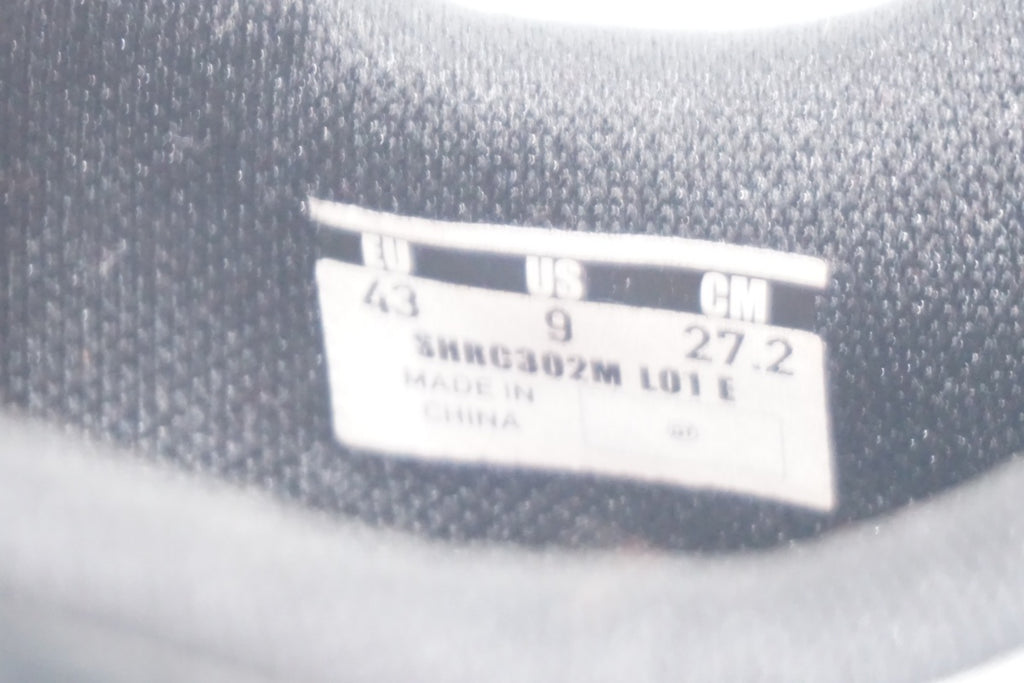 EU US CM
43 9 27.2
SHRC302M L01 E
MADE IN
CHINA